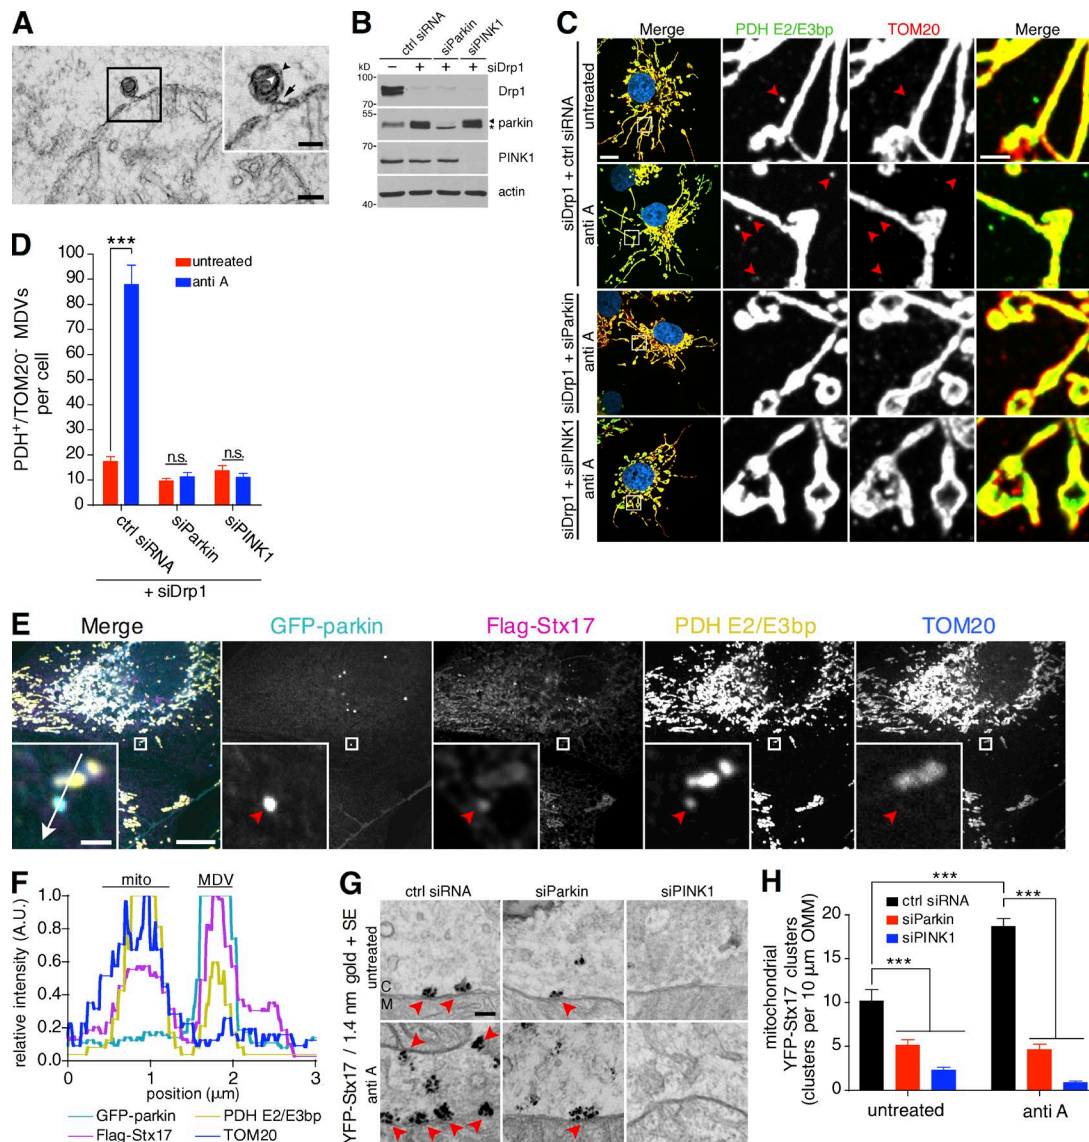 A
B
ctrl siRNA
siParkin
siPINK1
kD
− + + + siDrp1
100
70
Drp1
55
parkin
*
70
PINK1
actin
40
C
Merge
PDH E2/E3bp
TOM20
Merge
siDrp1 + ctrl siRNA
untreated
anti A
siDrp1 + siParkin
anti A
siDrp1 + siPINK1
anti A
D
***
untreated
anti A
100
90
80
70
60
50
40
30
20
10
0
PDH+/TOM20- MDVs
per cell
n.s.
n.s.
ctrl siRNA
siParkin
siPINK1
+ siDrp1
E
Merge
GFP-parkin
Flag-Stx17
PDH E2/E3bp
TOM20
F
mito
MDV
relative intensity (A.U.)
1.0
0.8
0.6
0.4
0.2
0.0
0 1 2 3
position (µm)
GFP-parkin
PDH E2/E3bp
Flag-Stx17
TOM20
G
ctrl siRNA
siParkin
siPINK1
YFP-Stx17 / 1.4 nm gold + SE
untreated
anti A
C
M
H
***
ctrl siRNA
siParkin
siPINK1
***
***
mitochondrial
YFP-Stx17 clusters
(clusters per 10 µm OMM)
20
15
10
5
0
untreated
anti A